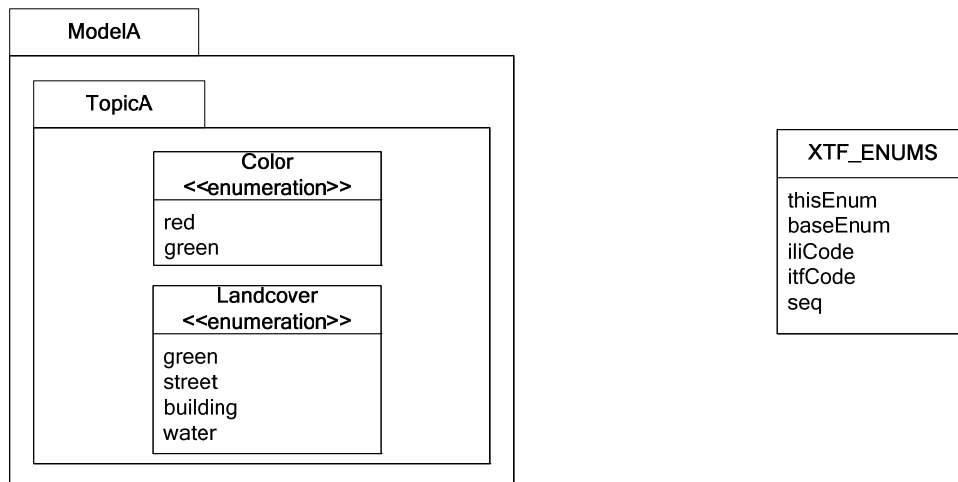 ModelA
TopicA
Color
<<enumeration>>
red
green
Landcover
<<enumeration>>
green
street
building
water
XTF_ENUMS
thisEnum
baseEnum
iliCode
itfCode
seq